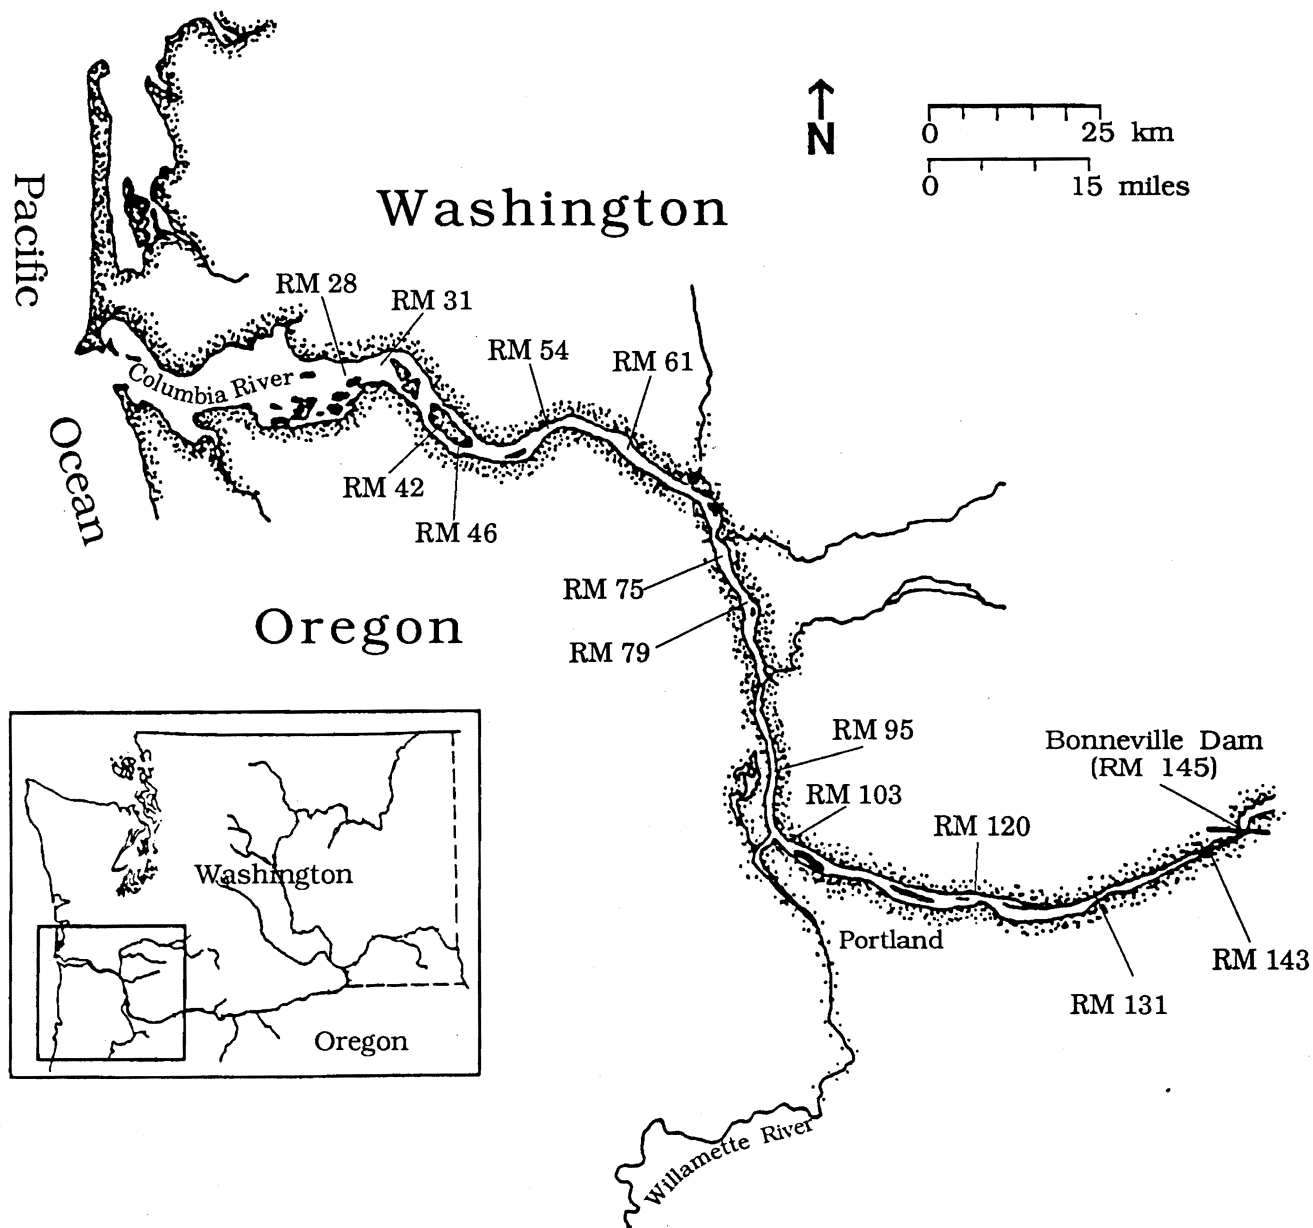 N
0 25 km
0 15 miles
Washington
Pacific
Ocean
RM 28
RM 31
RM 54
RM 61
Columbia River
RM 42
RM 46
RM 75
Oregon
RM 79
RM 95
Bonneville Dam
(RM 145)
RM 103
RM 120
Portland
RM 143
RM 131
Willamette River
Washington
Oregon